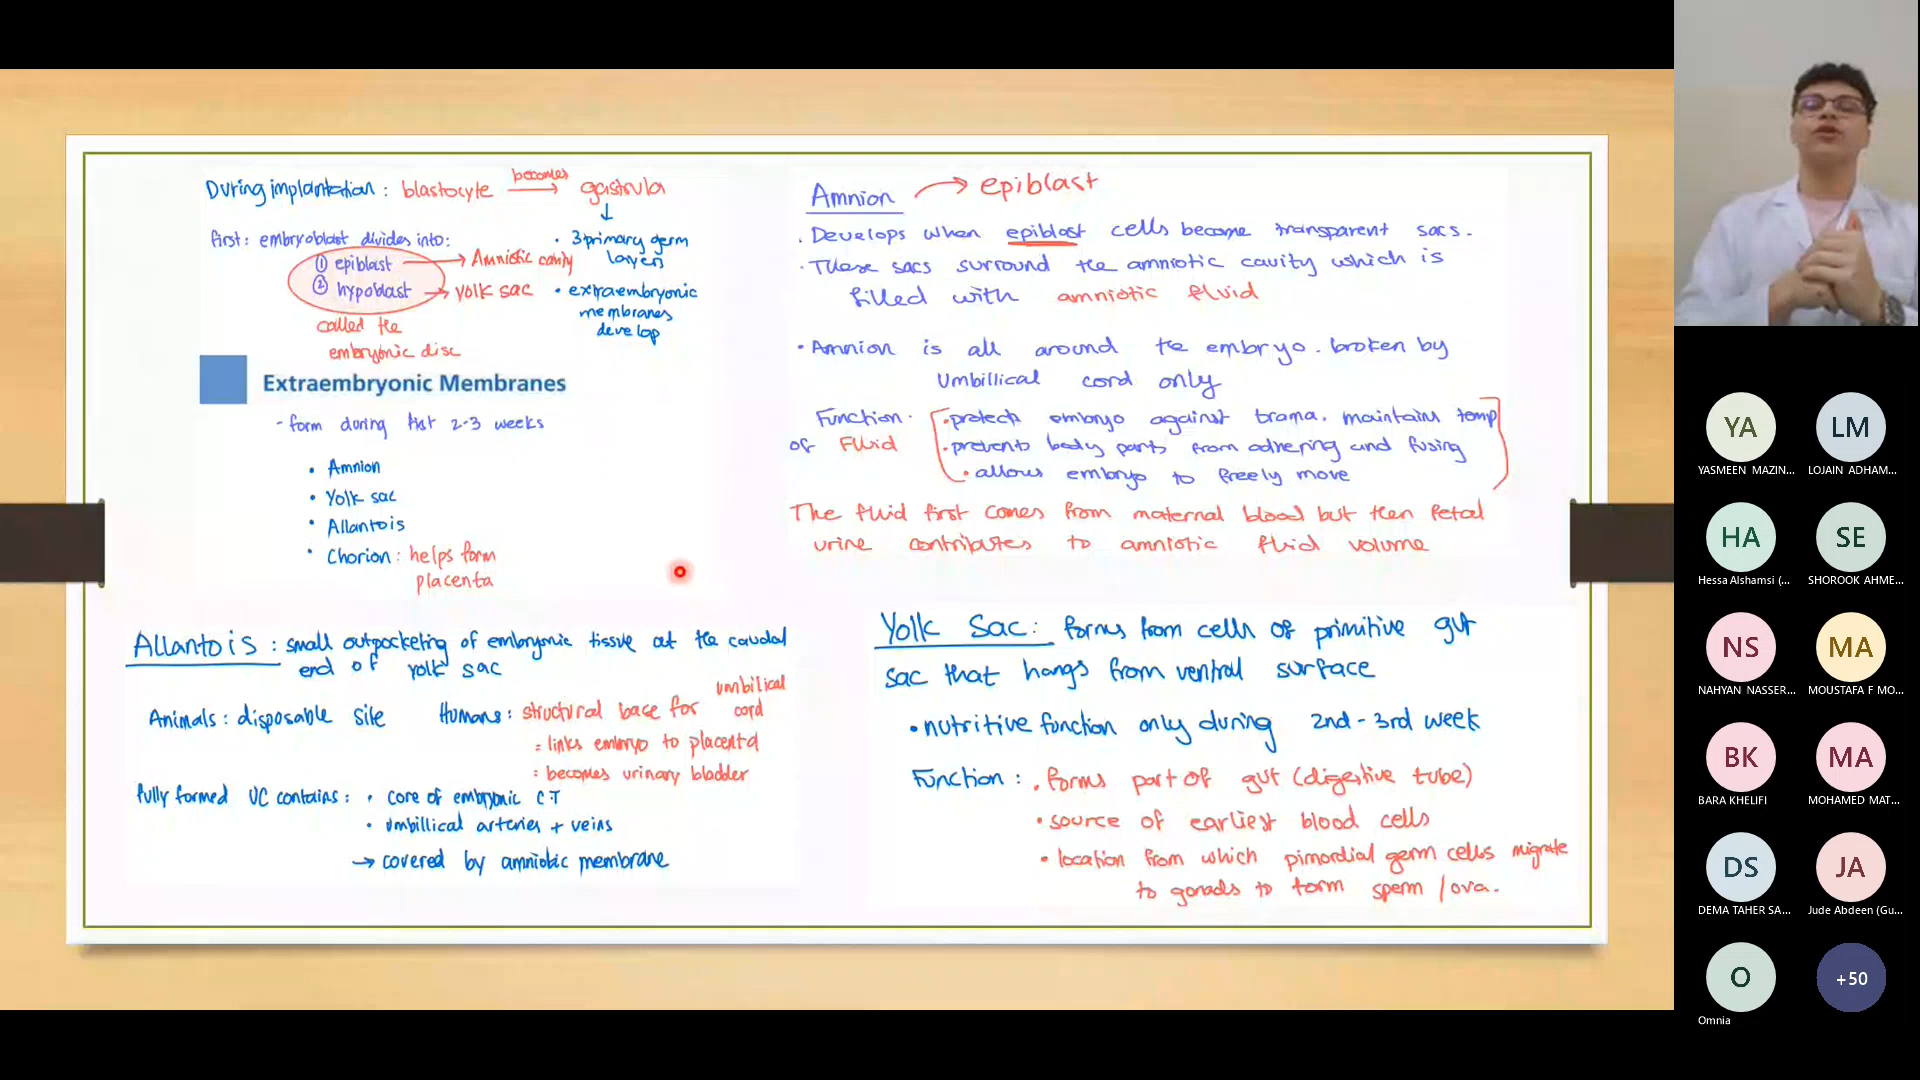 During implantation : blastocyte becomes → gastrula
↓
first: embryoblast divides into:
① epiblast → Amniotic cavity
② hypoblast → yolk sac
called the
embryonic disc
• 3 primary germ
layers
• extraembryonic
membranes
develop
Extraembryonic Membranes
- form during first 2-3 weeks
• Amnion
• Yolk sac
• Allantois
• Chorion : helps form
placenta
Amnion → epiblast
. Develops when epiblast cells become transparent sacs.
. These sacs surround the amniotic cavity which is
filled with amniotic fluid
• Amnion is all around the embryo. broken by
Umbillical cord only
Function.
of Fluid
• protects embryo against trama. maintains temp
• prevents body parts from adhering and fusing
• allows embryo to freely move
The fluid first comes from maternal blood but then fetal
urine contributes to amniotic fluid volume
Allantois : small outpocketing of embryonic tissue at the caudal
end of yolk sac
Animals : disposable site
Humans : structural base for umbilical
cord
= links embryo to placenta
: becomes urinary bladder
fully formed UC contains : • core of embryonic C.T
• umbillical arteries + veins
→ covered by amniotic membrane
Yolk Sac : forms from cells of primitive gut
sac that hangs from ventral surface
• nutritive function only during 2nd - 3rd week
Function : • forms part of gut (digestive tube)
• source of earliest blood cells
• location from which pimordial germ cells migrate
to gonads to form sperm / ova.
YA
YASMEEN MAZIN...
LM
LOJAIN ADHAM...
HA
Hessa Alshamsi (...
SE
SHOROOK AHME...
NS
NAHYAN NASSER...
MA
MOUSTAFA F MO...
BK
BARA KHELIFI
MA
MOHAMED MAT...
DS
DEMA TAHER SA...
JA
Jude Abdeen (Gu...
O
Omnia
+50